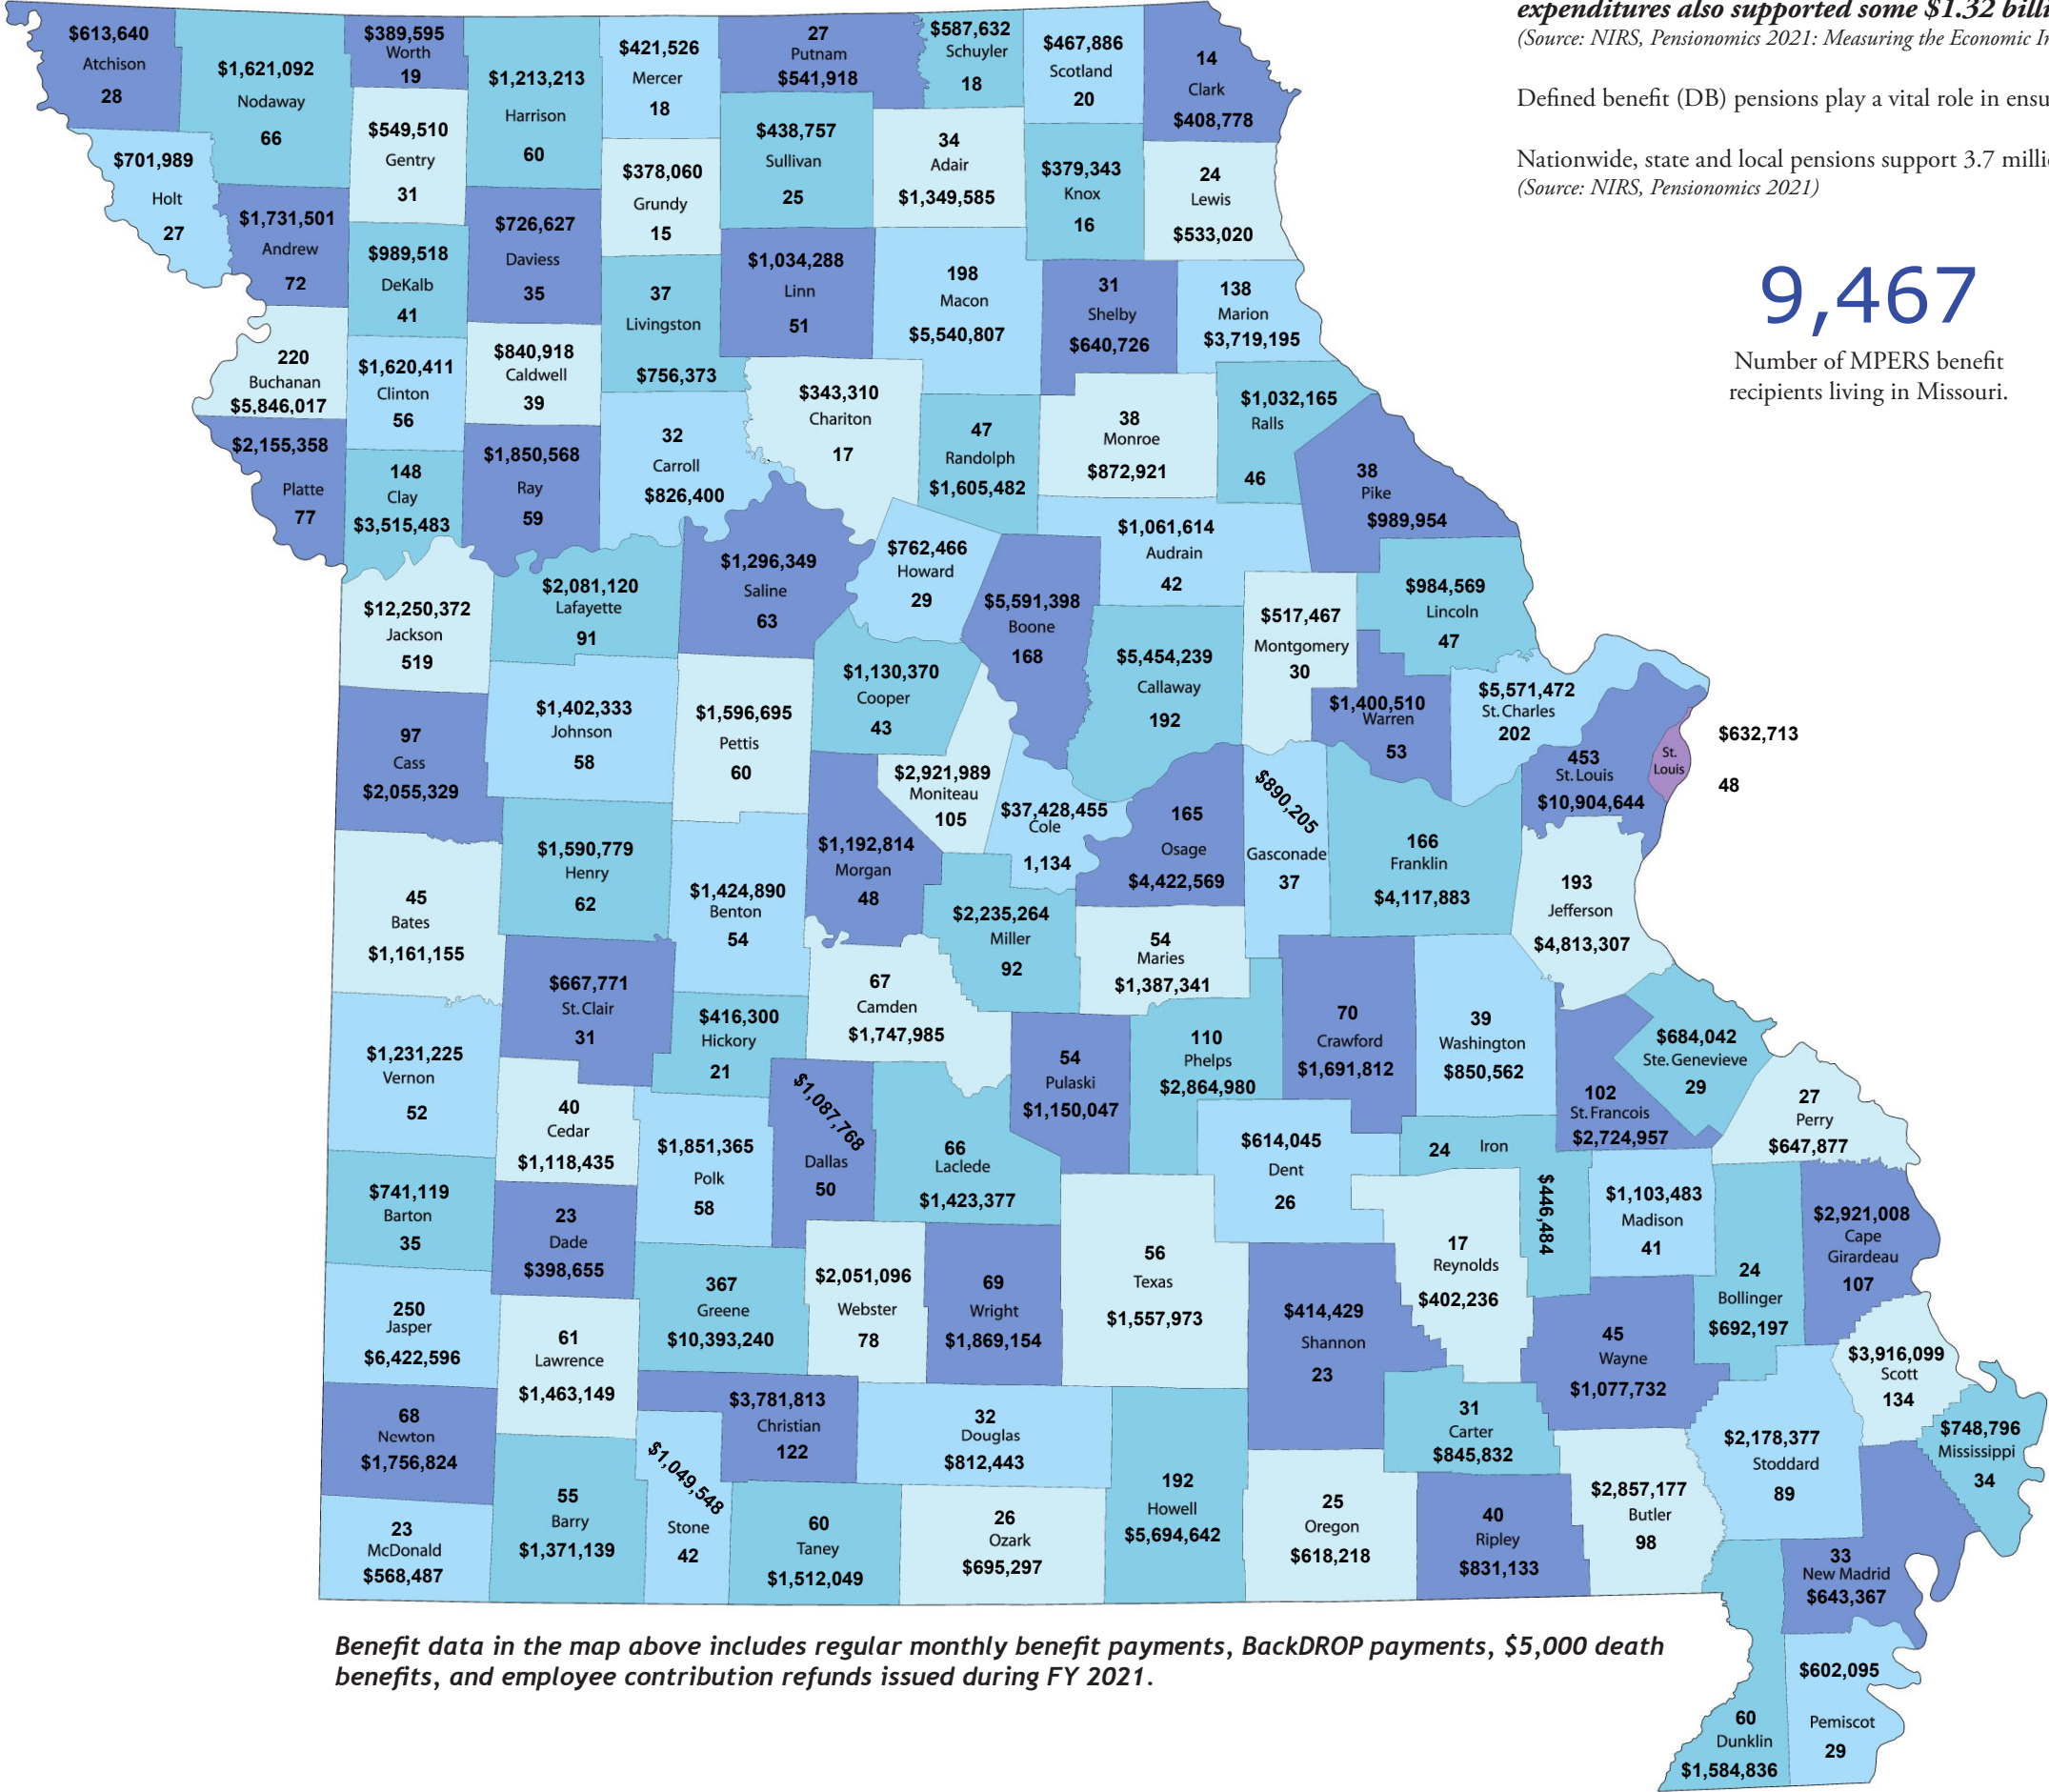 expenditures also supported some $1.32 billi
(Source: NIRS, Pensionomics 2021: Measuring the Economic I
Defined benefit (DB) pensions play a vital role in ensu
Nationwide, state and local pensions support 3.7 milli
(Source: NIRS, Pensionomics 2021)
9,467
Number of MPERS benefit
recipients living in Missouri.
$613,640
Atchison
28
$1,621,092
Nodaway
66
$389,595
Worth
19
$1,213,213
Harrison
60
$421,526
Mercer
18
27
Putnam
$541,918
$587,632
Schuyler
18
$467,886
Scotland
20
14
Clark
$408,778
$701,989
Holt
27
$549,510
Gentry
31
$378,060
Grundy
15
$438,757
Sullivan
25
34
Adair
$1,349,585
$379,343
Knox
16
24
Lewis
$533,020
$1,731,501
Andrew
72
$989,518
DeKalb
41
$726,627
Daviess
35
37
Livingston
$756,373
$1,034,288
Linn
51
198
Macon
$5,540,807
31
Shelby
$640,726
138
Marion
$3,719,195
220
Buchanan
$5,846,017
$1,620,411
Clinton
56
$840,918
Caldwell
39
32
Carroll
$826,400
$343,310
Chariton
17
47
Randolph
$1,605,482
38
Monroe
$872,921
$1,032,165
Ralls
46
38
Pike
$989,954
$2,155,358
Platte
77
148
Clay
$3,515,483
$1,850,568
Ray
59
$1,296,349
Saline
63
$762,466
Howard
29
$5,591,398
Boone
168
$1,061,614
Audrain
42
$984,569
Lincoln
47
$12,250,372
Jackson
519
$2,081,120
Lafayette
91
$1,130,370
Cooper
43
$5,454,239
Callaway
192
$517,467
Montgomery
30
$1,400,510
Warren
53
$5,571,472
St. Charles
202
453
St. Louis
$10,904,644
St.
Louis
$632,713
48
97
Cass
$2,055,329
$1,402,333
Johnson
58
$1,596,695
Pettis
60
$1,192,814
Morgan
48
$2,921,989
Moniteau
105
$37,428,455
Cole
1,134
165
Osage
$4,422,569
$890,205
Gasconade
37
166
Franklin
$4,117,883
193
Jefferson
$4,813,307
45
Bates
$1,161,155
$1,590,779
Henry
62
$1,424,890
Benton
54
$2,235,264
Miller
92
54
Maries
$1,387,341
$667,771
St. Clair
31
$416,300
Hickory
21
67
Camden
$1,747,985
54
Pulaski
$1,150,047
110
Phelps
$2,864,980
70
Crawford
$1,691,812
39
Washington
$850,562
102
St. Francois
$2,724,957
$684,042
Ste. Genevieve
29
27
Perry
$647,877
$1,231,225
Vernon
52
40
Cedar
$1,118,435
$1,851,365
Polk
58
$1,087,768
Dallas
50
66
Laclede
$1,423,377
$614,045
Dent
26
24 Iron
$446,484
$1,103,483
Madison
41
24
Bollinger
$692,197
$2,921,008
Cape
Girardeau
107
$741,119
Barton
35
23
Dade
$398,655
367
Greene
$10,393,240
$2,051,096
Webster
78
69
Wright
$1,869,154
56
Texas
$1,557,973
$414,429
Shannon
23
17
Reynolds
$402,236
45
Wayne
$1,077,732
250
Jasper
$6,422,596
61
Lawrence
$1,463,149
$3,781,813
Christian
122
32
Douglas
$812,443
31
Carter
$845,832
$3,916,099
Scott
134
68
Newton
$1,756,824
$2,178,377
Stoddard
89
$748,796
Mississippi
34
23
McDonald
$568,487
55
Barry
$1,371,139
$1,049,548
Stone
42
60
Taney
$1,512,049
26
Ozark
$695,297
192
Howell
$5,694,642
25
Oregon
$618,218
40
Ripley
$831,133
$2,857,177
Butler
98
33
New Madrid
$643,367
$602,095
Pemiscot
29
60
Dunklin
$1,584,836
Benefit data in the map above includes regular monthly benefit payments, BackDROP payments, $5,000 death
benefits, and employee contribution refunds issued during FY 2021.